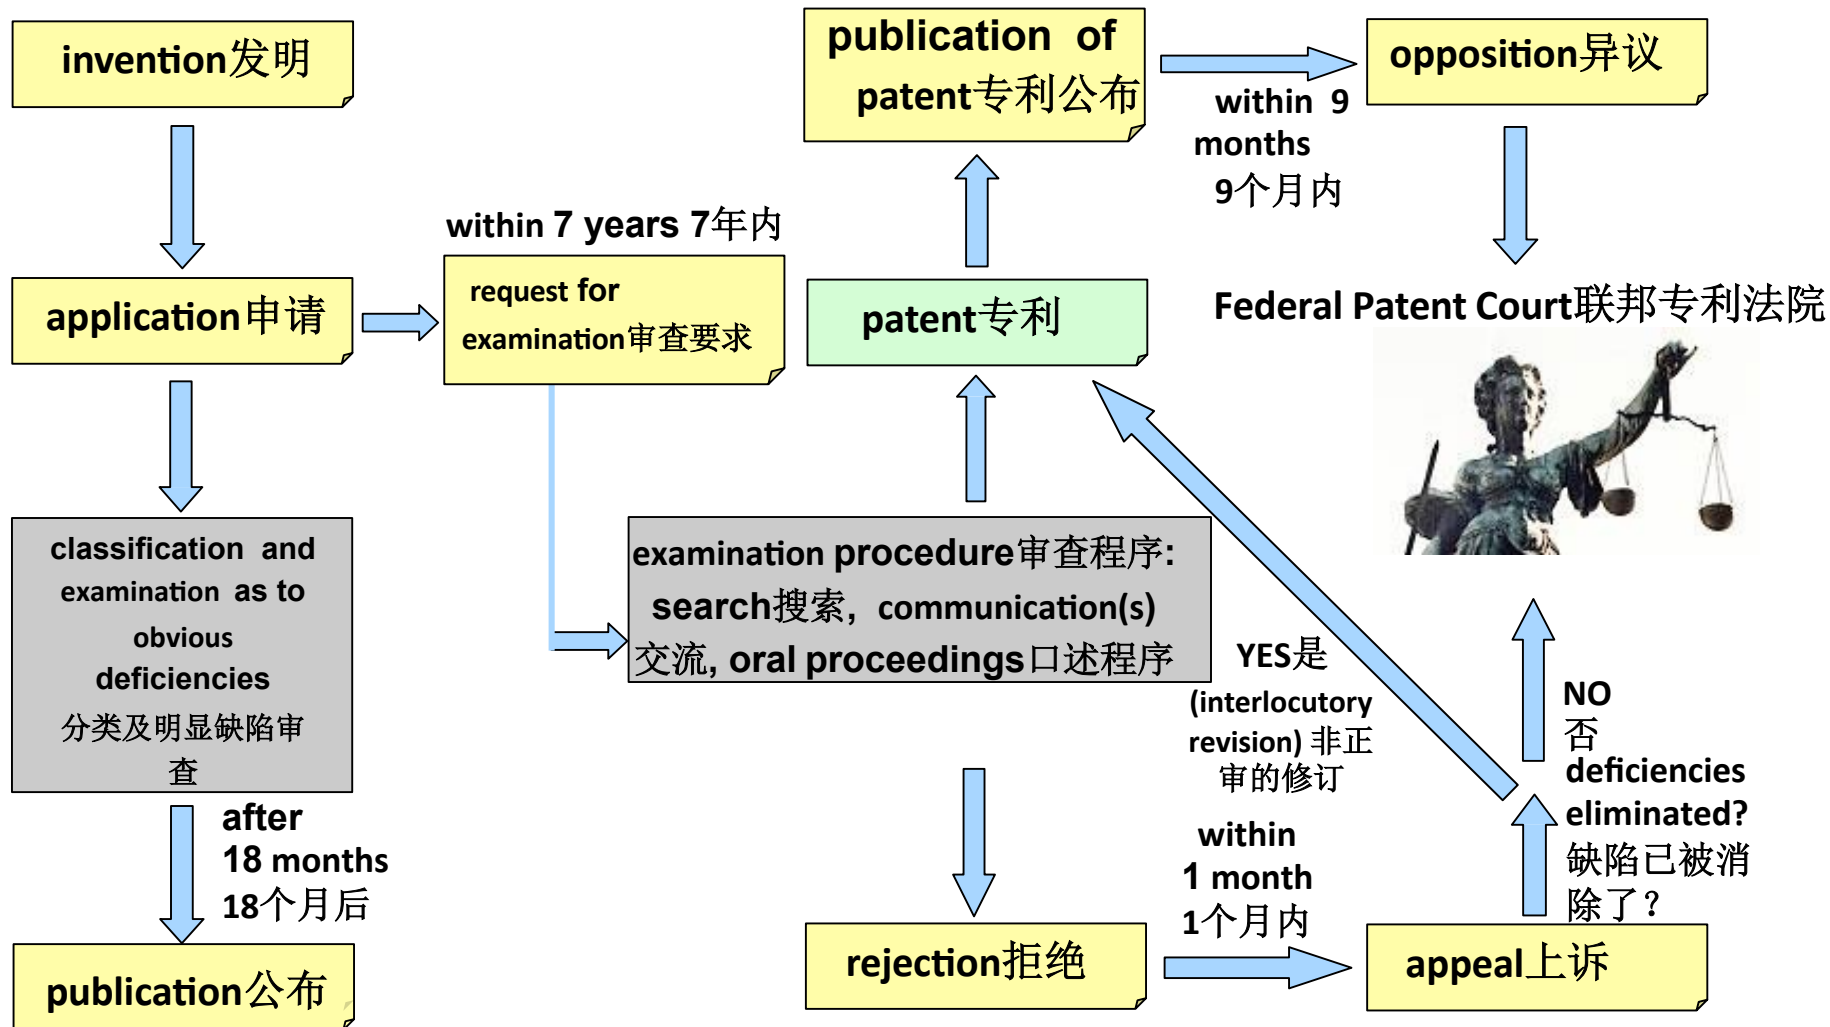 invention发明
application申请
classification and
examination as to
obvious
deficiencies
分类及明显缺陷审
查
after
18 months
18个月后
publication公布
within 7 years 7年内
request for
examination审查要求
publication of
patent专利公布
patent专利
examination procedure审查程序:
search搜索, communication(s)
交流, oral proceedings口述程序
rejection拒绝
within 9
months
9个月内
opposition异议
Federal Patent Court联邦专利法院
YES是
(interlocutory
revision) 非正
审的修订
within
1 month
1个月内
NO
否
deficiencies
eliminated?
缺陷已被消
除了？
appeal上诉